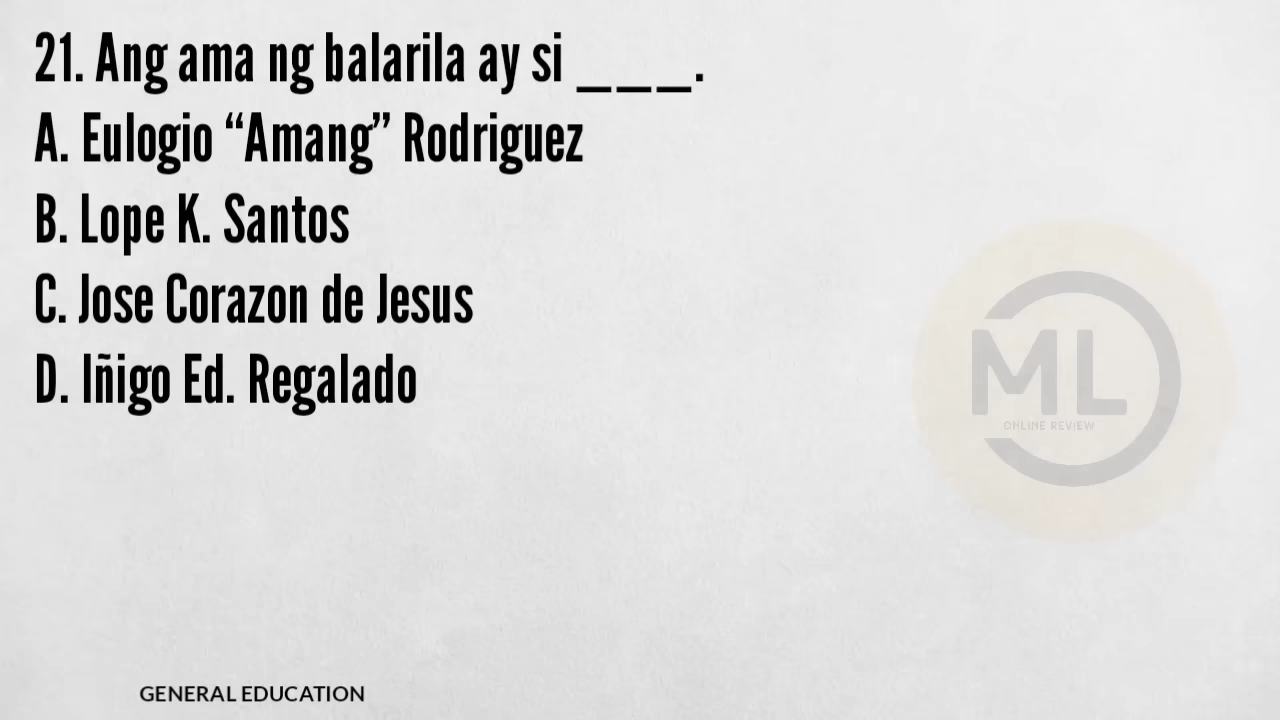 21. Ang ama ng balarila ay si ___.
A. Eulogio “Amang” Rodriguez
B. Lope K. Santos
C. Jose Corazon de Jesus
D. Iñigo Ed. Regalado
ML
ONLINE REVIEW
GENERAL EDUCATION